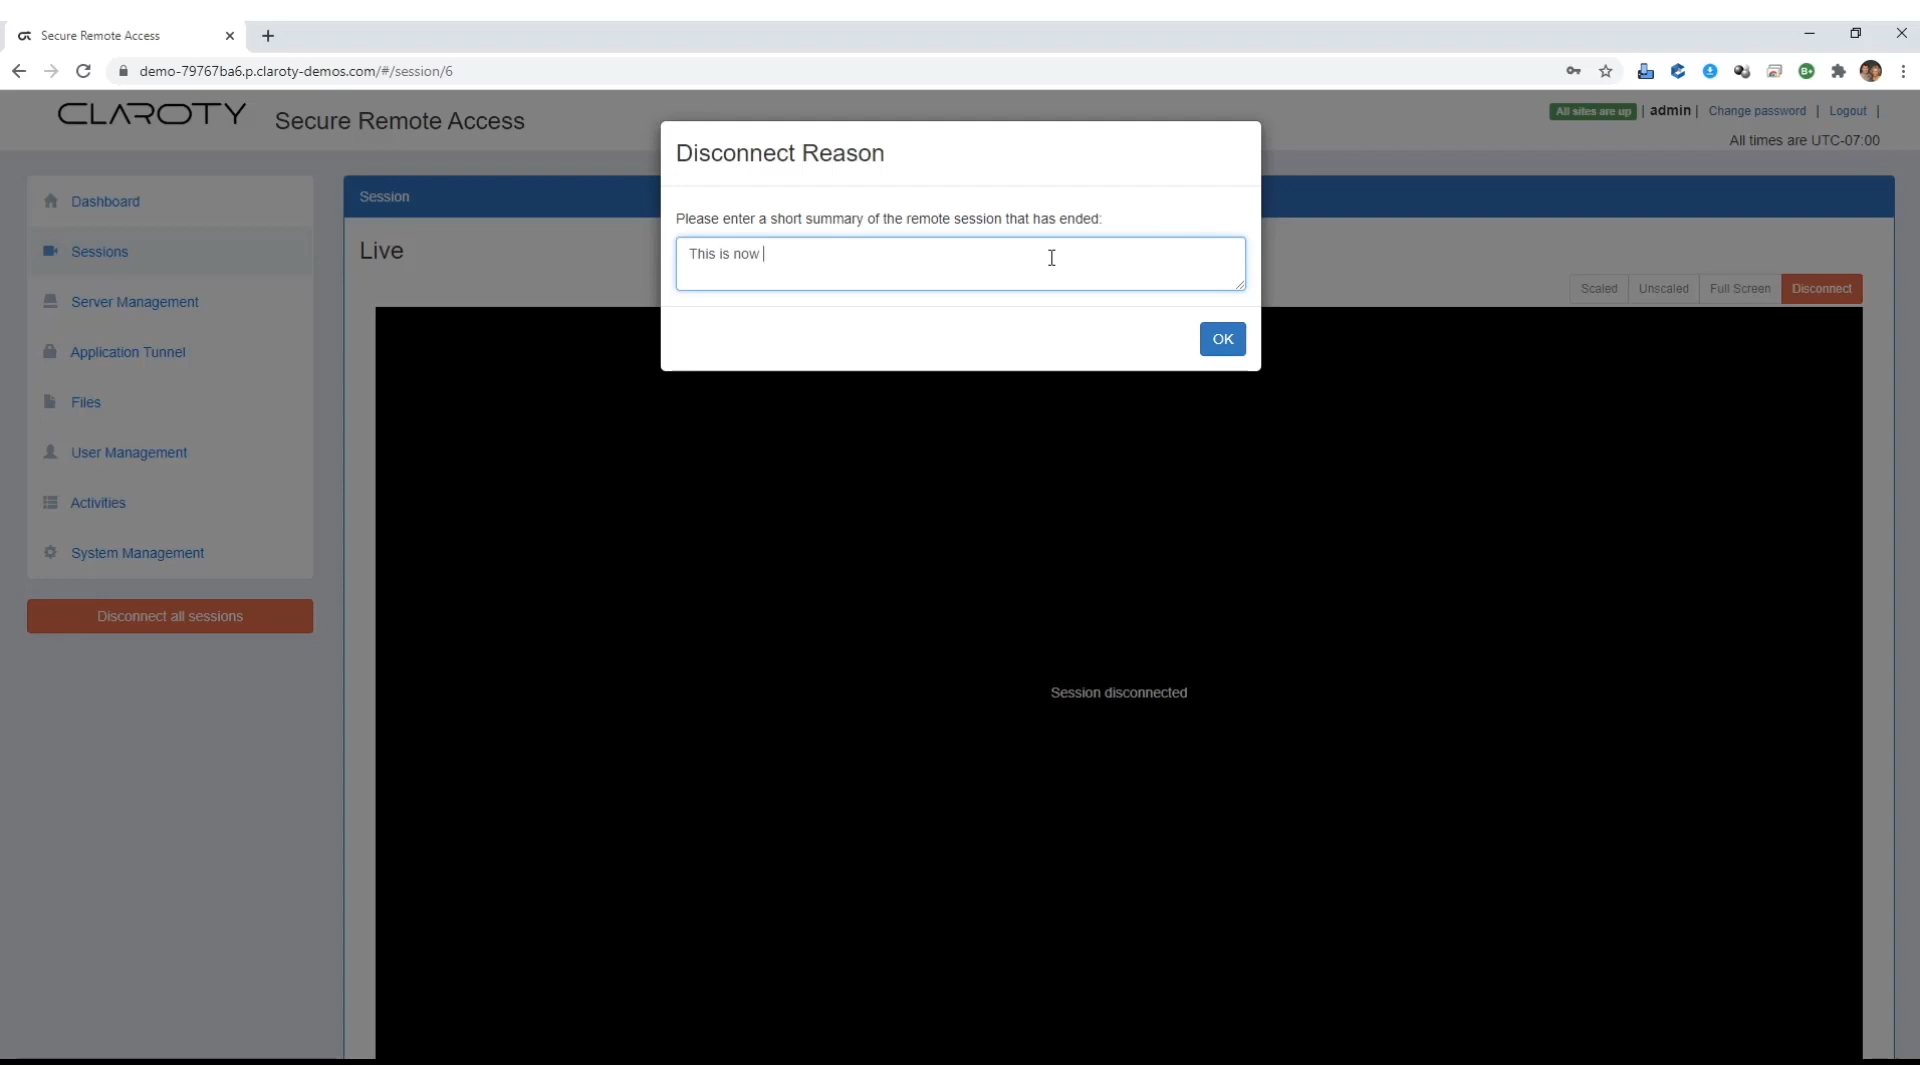 Secure Remote Access
demo-79767ba6.p.claroty-demos.com/#/session/6
CLAROTY
Secure Remote Access
All sites are up | admin | Change password | Logout |
All times are UTC-07:00
Dashboard
Sessions
Server Management
Application Tunnel
Files
User Management
Activities
System Management
Disconnect all sessions
Session
Live
Scaled
Unscaled
Full Screen
Disconnect
Disconnect Reason
Please enter a short summary of the remote session that has ended:
This is now
OK
Session disconnected